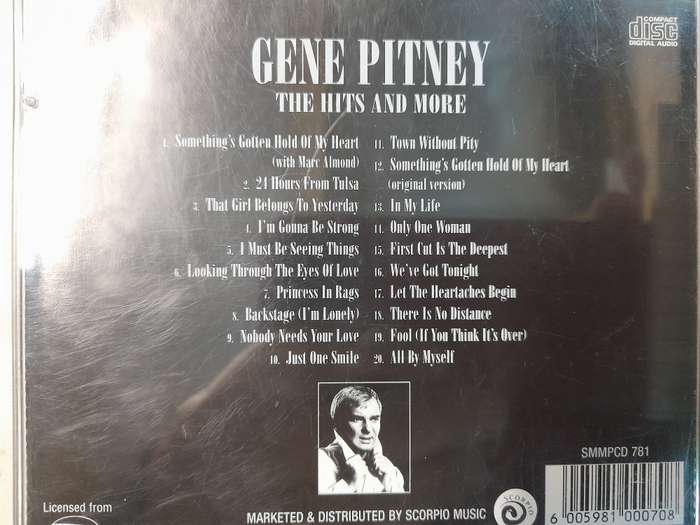 COMPACT
disc
DIGITAL AUDIO
GENE PITNEY
THE HITS AND MORE
1. Something's Gotten Hold Of My Heart
(with Marc Almond)
2. 24 Hours From Tulsa
3. That Girl Belongs To Yesterday
4. I'm Gonna Be Strong
5. I Must Be Seeing Things
6. Looking Through The Eyes Of Love
7. Princess In Rags
8. Backstage (I'm Lonely)
9. Nobody Needs Your Love
10. Just One Smile
11. Town Without Pity
12. Something's Gotten Hold Of My Heart
(original version)
13. In My Life
14. Only One Woman
15. First Cut Is The Deepest
16. We've Got Tonight
17. Let The Heartaches Begin
18. There Is No Distance
19. Fool (If You Think It's Over)
20. All By Myself
SMMPCD 781
Licensed from
MARKETED & DISTRIBUTED BY SCORPIO MUSIC
SCORPIO
6 005981 000708